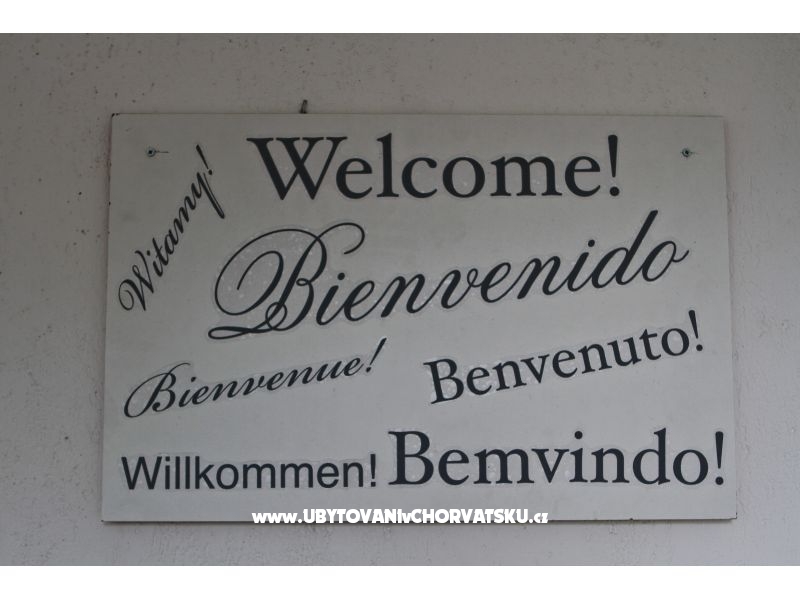 Welcome!
Witamy!
Bienvenido
Bienvenue!
Benvenuto!
Willkommen!
Bemvindo!
www.UBYTOVANIvCHORVATSKU.cz